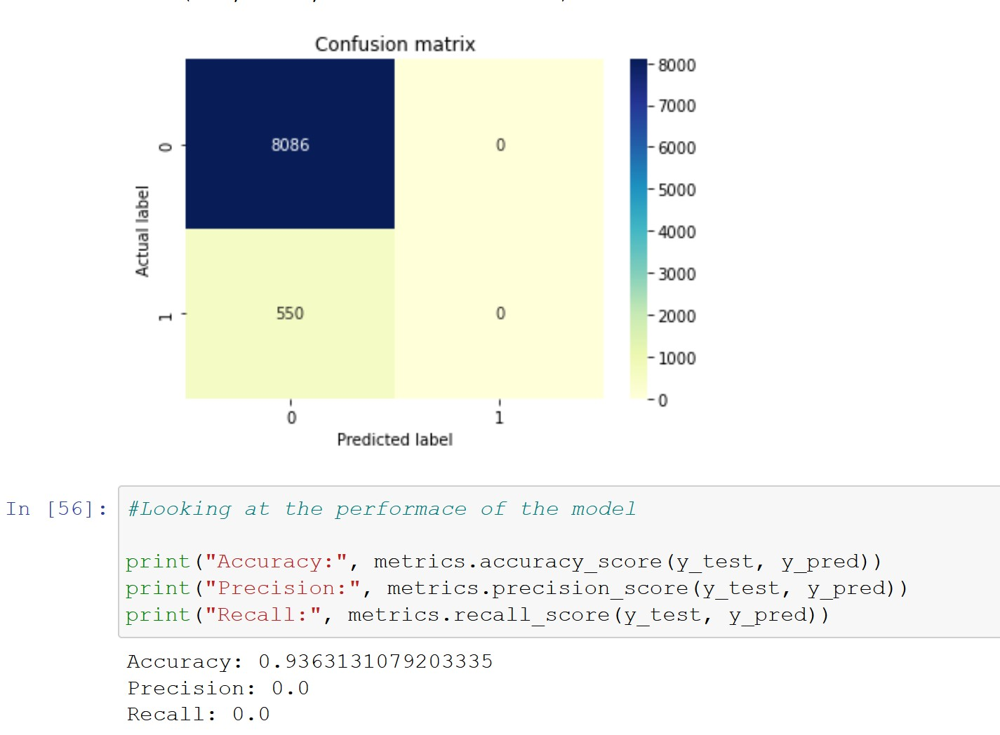 Confusion matrix
8000
7000
6000
5000
4000
3000
2000
1000
0
Actual label
0
1
8086
0
550
0
0
1
Predicted label
In [56]:
#Looking at the performace of the model
print("Accuracy:", metrics.accuracy_score(y_test, y_pred))
print("Precision:", metrics.precision_score(y_test, y_pred))
print("Recall:", metrics.recall_score(y_test, y_pred))
Accuracy: 0.9363131079203335
Precision: 0.0
Recall: 0.0